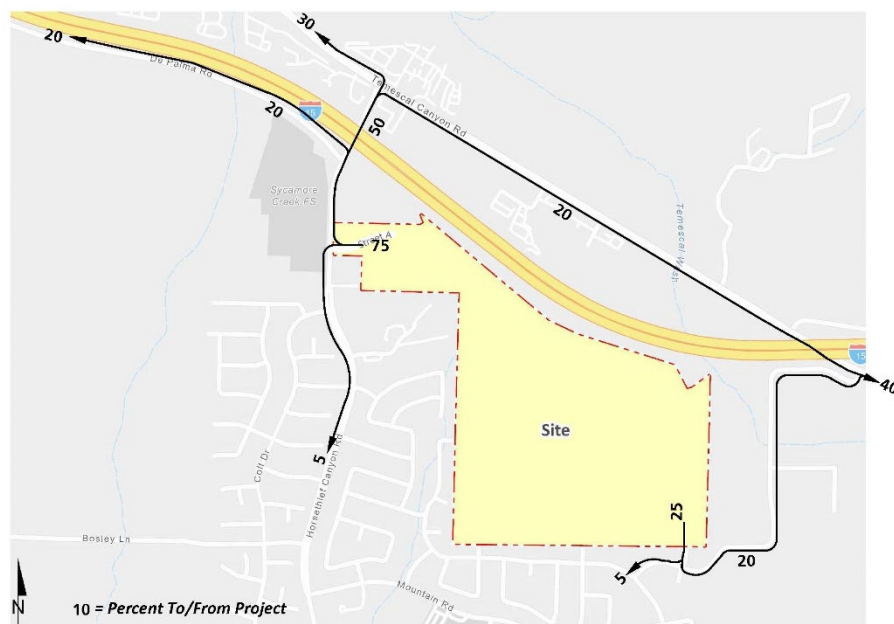 30
20
De Palma Rd
20
15
Temescal Canyon Rd
50
Sycamore
Creek FS
20
Temescal Wash
Street A
75
15
40
Site
5
Horsethief Canyon Rd
Colt Dr
25
Bosley Ln
20
5
Mountain Rd
N
10 = Percent To/From Project